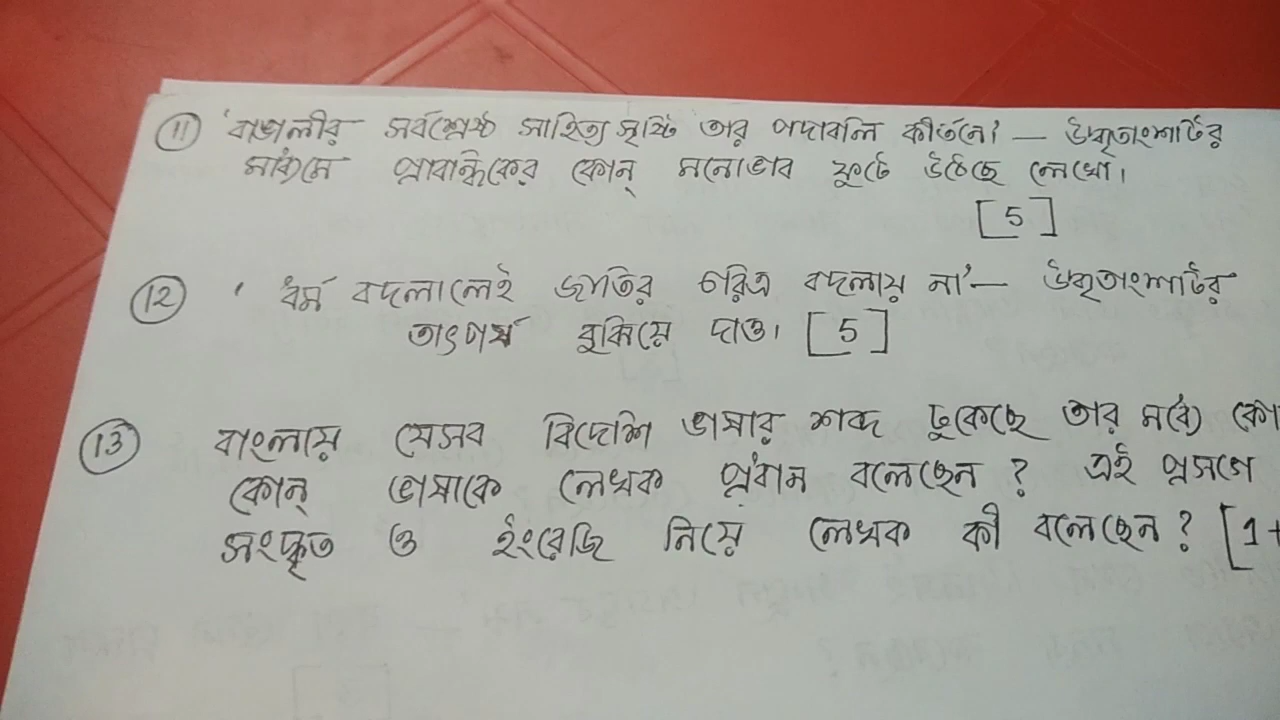 (11) 'বাঙালীর সর্বশ্রেষ্ঠ সাহিত্য সৃষ্টি তার পদাবলি কীর্তনে' — উদ্ধৃতাংশটির
মাধ্যমে প্রাবন্ধিকের কোন্ মনোভাব ফুটে উঠেছে লেখো।
[5]
(12) ' ধর্ম বদলালেই জাতির চরিত্র বদলায় না' — উদ্ধৃতাংশটির
তাৎপর্য বুঝিয়ে দাও। [5]
(13) বাংলায় যেসব বিদেশি ভাষার শব্দ ঢুকেছে তার মধ্যে
কোন্ ভাষাকে লেখক প্রধান বলেছেন ? এই প্রসঙ্গে
সংস্কৃত ও ইংরেজি নিয়ে লেখক কী বলেছেন ? [1+